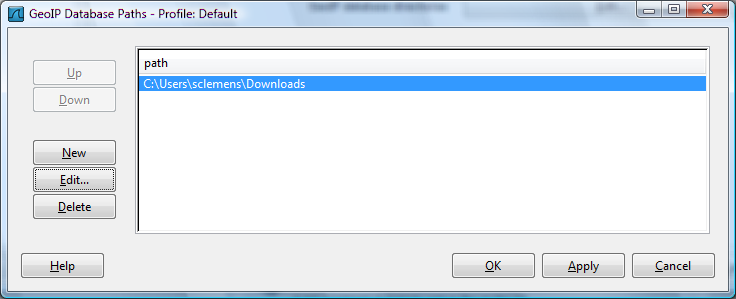 GeoIP Database Paths - Profile: Default
Up
Down
New
Edit...
Delete
path
C:\Users\sclemens\Downloads
Help
OK
Apply
Cancel